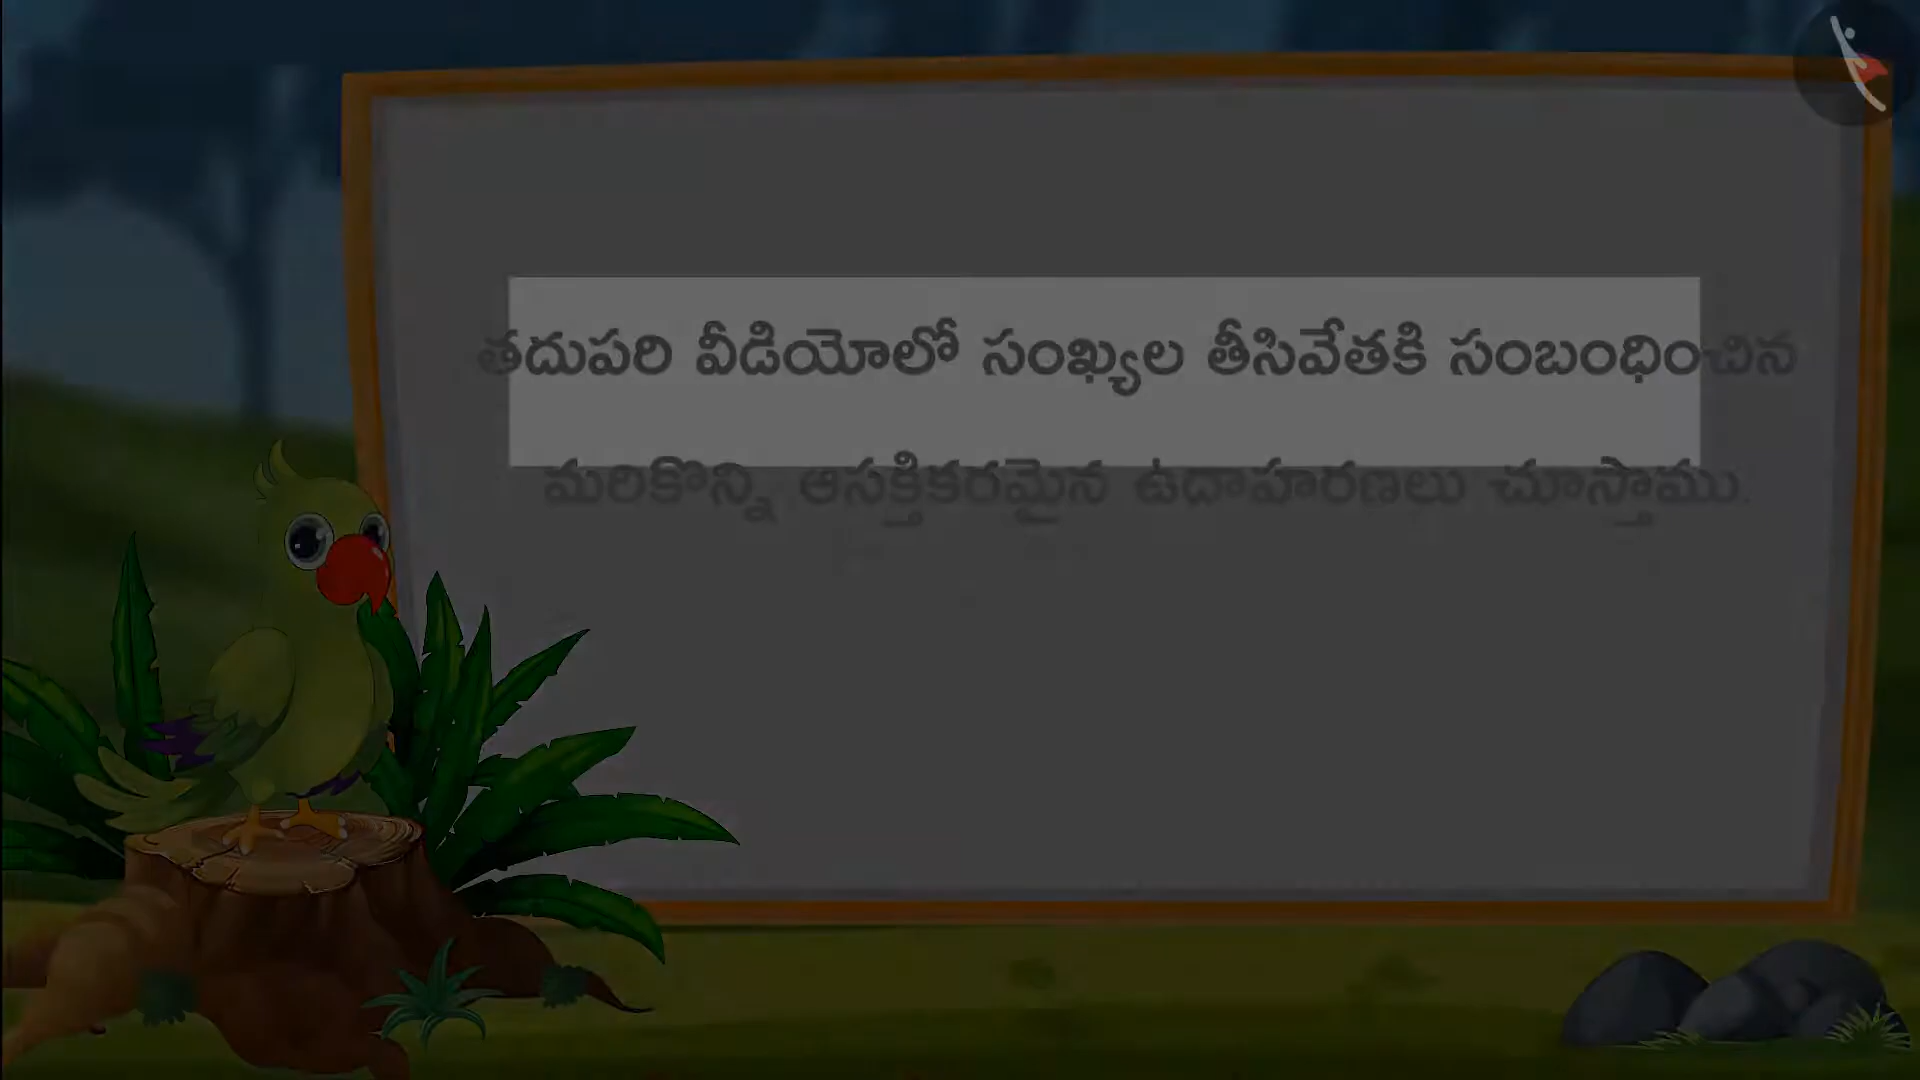 తదుపరి వీడియోలో సంఖ్యల తీసివేతకి సంబంధించిన
మరికొన్ని ఆసక్తికరమైన ఉదాహరణలు చూస్తాము.